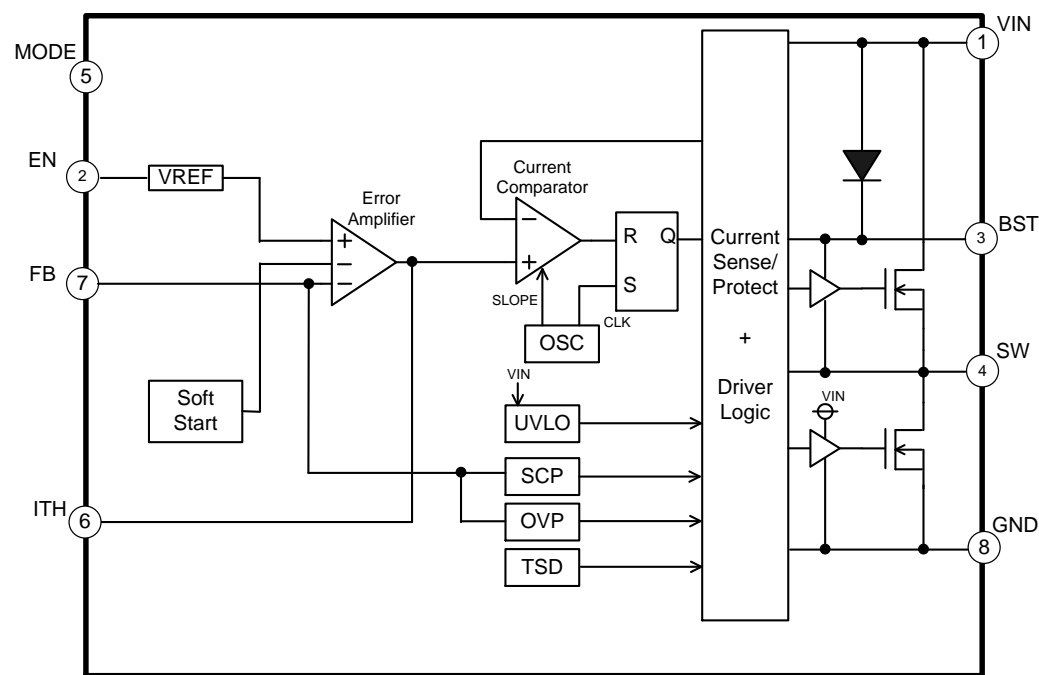 VIN
1
MODE
5
EN
2
VREF
Error
Amplifier
Current
Comparator
+
−
−
−
+
R
Q
S
Current
Sense/
Protect
+
Driver
Logic
BST
3
FB
7
SLOPE
CLK
OSC
SW
4
Soft
Start
VIN
UVLO
VIN
SCP
OVP
TSD
ITH
6
GND
8